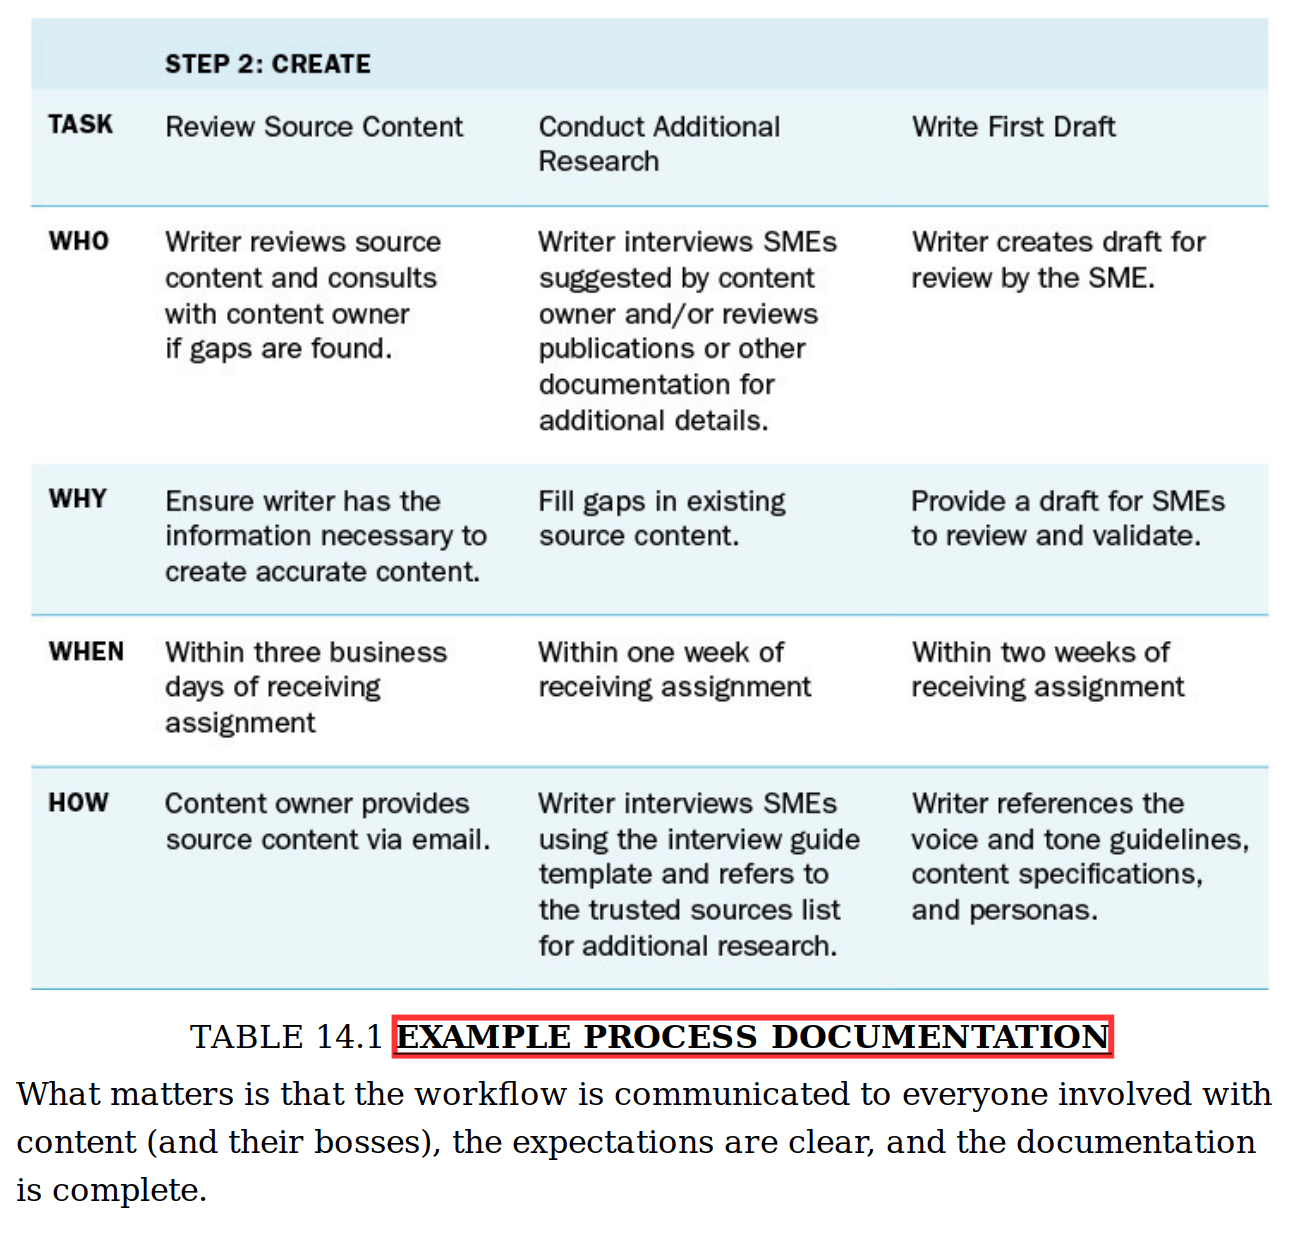 STEP 2: CREATE
TASK
Review Source Content
Conduct Additional
Research
Write First Draft
WHO
Writer reviews source
content and consults
with content owner
if gaps are found.
Writer interviews SMEs
suggested by content
owner and/or reviews
publications or other
documentation for
additional details.
Writer creates draft for
review by the SME.
WHY
Ensure writer has the
information necessary to
create accurate content.
Fill gaps in existing
source content.
Provide a draft for SMEs
to review and validate.
WHEN
Within three business
days of receiving
assignment
Within one week of
receiving assignment
Within two weeks of
receiving assignment
HOW
Content owner provides
source content via email.
Writer interviews SMEs
using the interview guide
template and refers to
the trusted sources list
for additional research.
Writer references the
voice and tone guidelines,
content specifications,
and personas.
TABLE 14.1 EXAMPLE PROCESS DOCUMENTATION
What matters is that the workflow is communicated to everyone involved with
content (and their bosses), the expectations are clear, and the documentation
is complete.